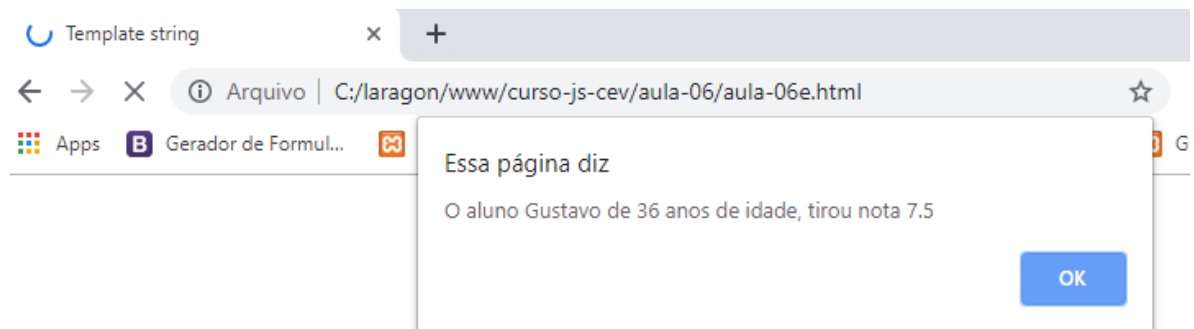 Template string
Arquivo | C:/laragon/www/curso-js-cev/aula-06/aula-06e.html
Apps B Gerador de Formul... G
Essa página diz
O aluno Gustavo de 36 anos de idade, tirou nota 7.5
OK